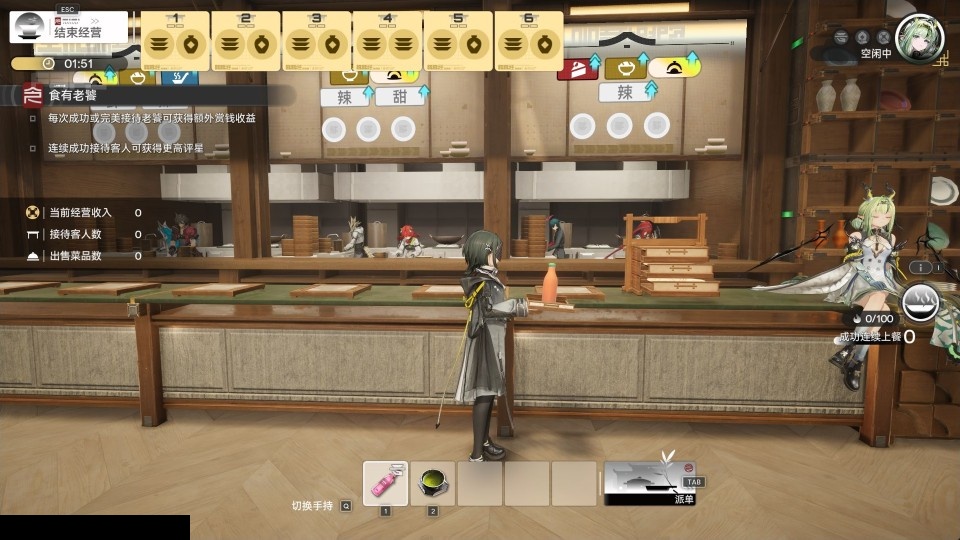 ESC
结束经营
01:51
1
2
3
4
5
6
食有老饕
每次成功或完美接待老饕可获得额外赏钱收益
连续成功接待客人可获得更高评星
当前经营收入 0
接待客人数 0
出售菜品数 0
辣
甜
辣
空闲中
0/100
成功连续上餐 0
切换手持 Q
1
2
TAB
派单